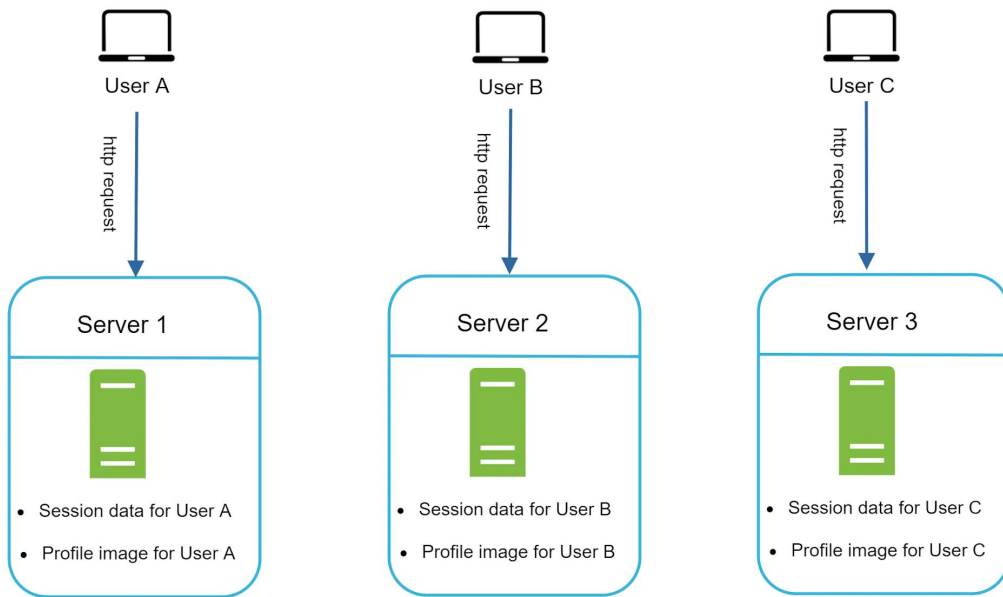 User A
User B
User C
http request
http request
http request
Server 1
Server 2
Server 3
• Session data for User A
• Profile image for User A
• Session data for User B
• Profile image for User B
• Session data for User C
• Profile image for User C